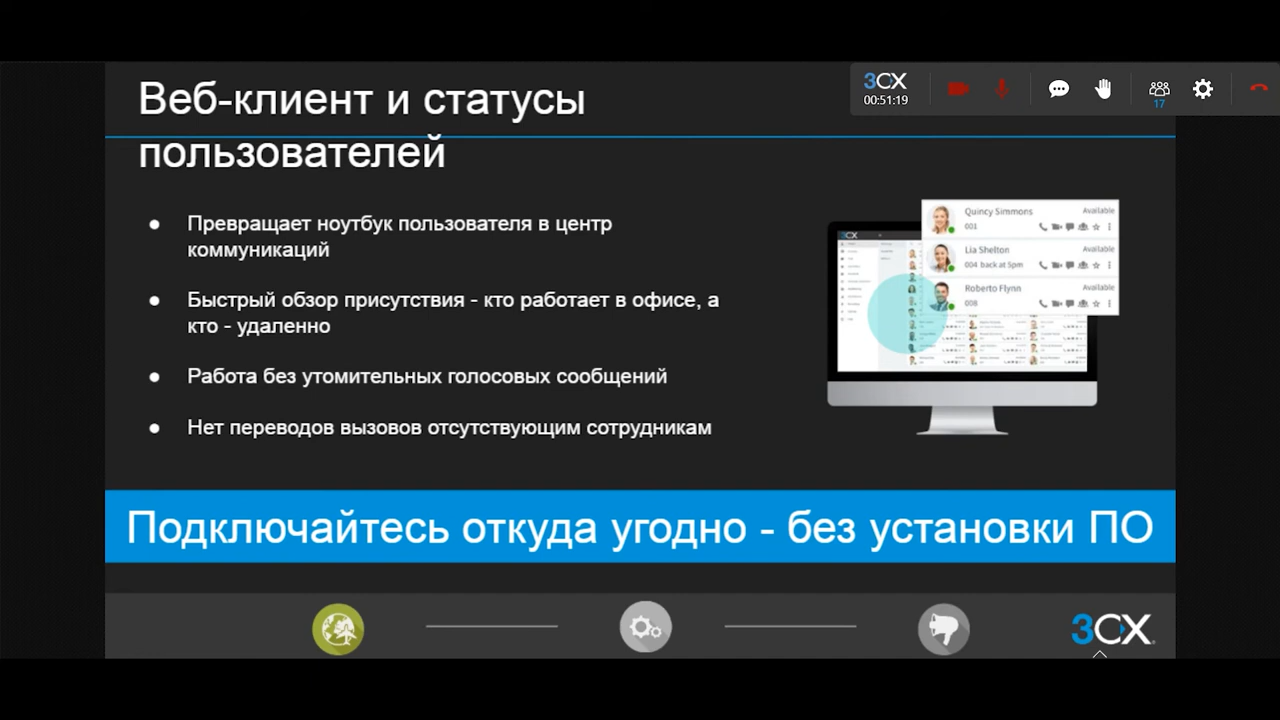 Веб-клиент и статусы
пользователей
3CX
00:51:19
17
● Превращает ноутбук пользователя в центр
коммуникаций
● Быстрый обзор присутствия - кто работает в офисе, а
кто - удаленно
● Работа без утомительных голосовых сообщений
● Нет переводов вызовов отсутствующим сотрудникам
3CX
Quincy Simmons Available
001
Lia Shelton Available
004 back at 5pm
Roberto Flynn Available
008
Подключайтесь откуда угодно - без установки ПО
3CX